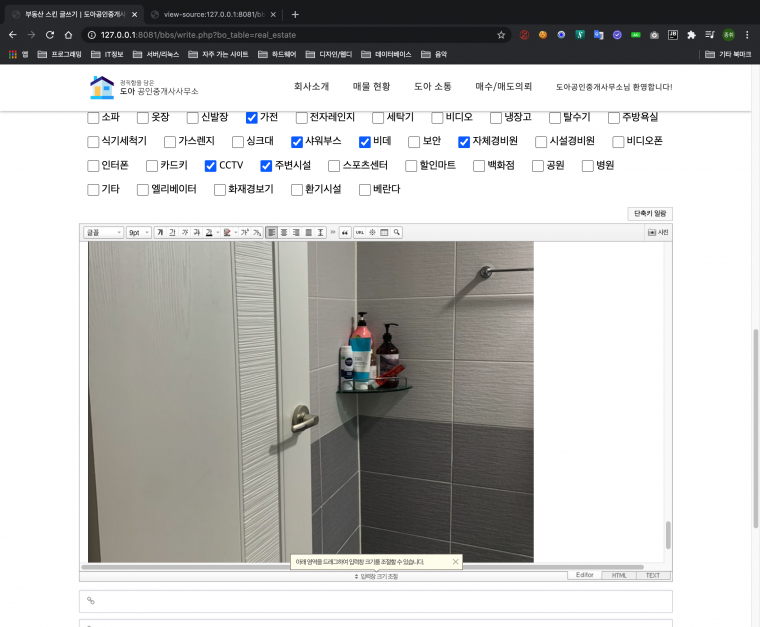 부동산 스킨 글쓰기 | 도아공인중개사
view-source:127.0.0.1:8081/bb
127.0.0.1:8081/bbs/write.php?bo_table=real_estate
앱 프로그래밍 IT정보 서버/리눅스 자주 가는 사이트 하드웨어 디자인/웹디 데이터베이스 음악 기타 북마크
정직함을 담은
도아 공인중개사사무소
회사소개 매물 현황 도아 소통 매수/매도의뢰 도아공인중개사사무소님 환영합니다!
소파 옷장 신발장 가전 전자레인지 세탁기 비디오 냉장고 탈수기 주방욕실
식기세척기 가스렌지 싱크대 샤워부스 비데 보안 자체경비원 시설경비원 비디오폰
인터폰 카드키 CCTV 주변시설 스포츠센터 할인마트 백화점 공원 병원
기타 엘리베이터 화재경보기 환기시설 베란다
단축키 일람
글꼴 9pt 가 가 가 가 가 가 가 가 URL 사진
아래 영역을 드래그하여 입력창 크기를 조절할 수 있습니다.
입력창 크기 조절
Editor HTML TEXT